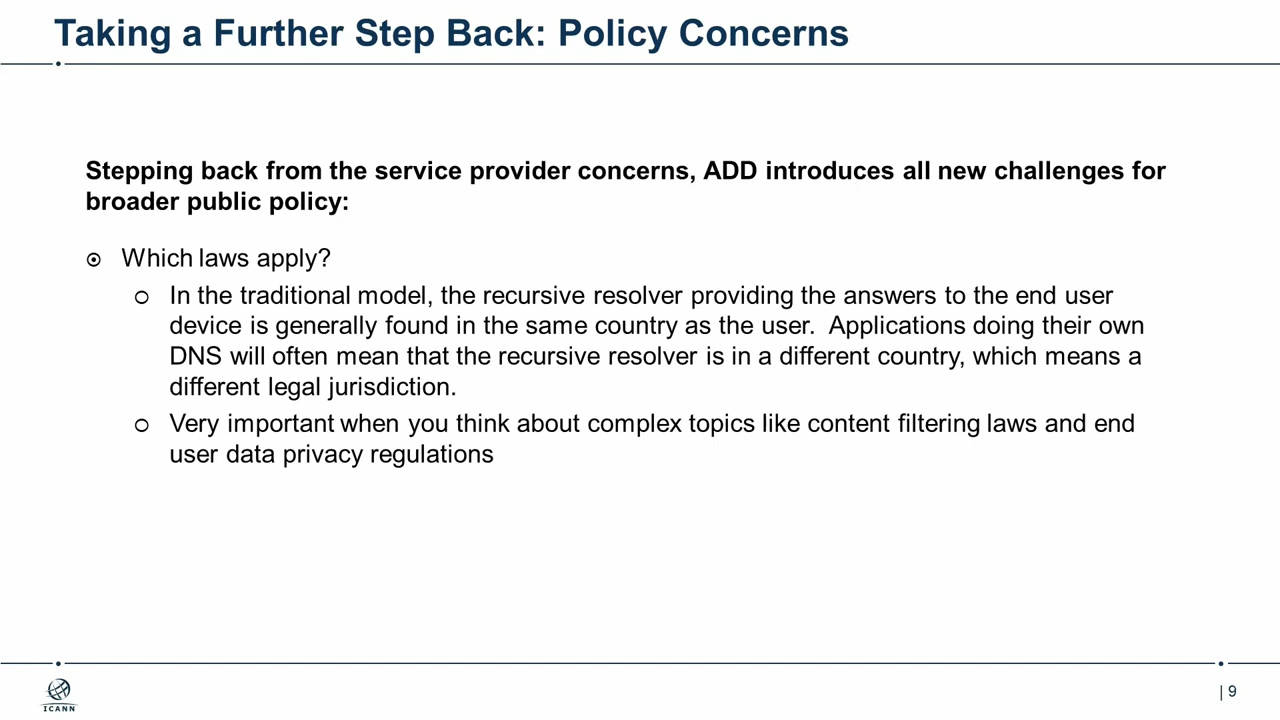 Taking a Further Step Back: Policy Concerns
Stepping back from the service provider concerns, ADD introduces all new challenges for
broader public policy:
Which laws apply?
In the traditional model, the recursive resolver providing the answers to the end user
device is generally found in the same country as the user.  Applications doing their own
DNS will often mean that the recursive resolver is in a different country, which means a
different legal jurisdiction.
Very important when you think about complex topics like content filtering laws and end
user data privacy regulations
ICANN
| 9